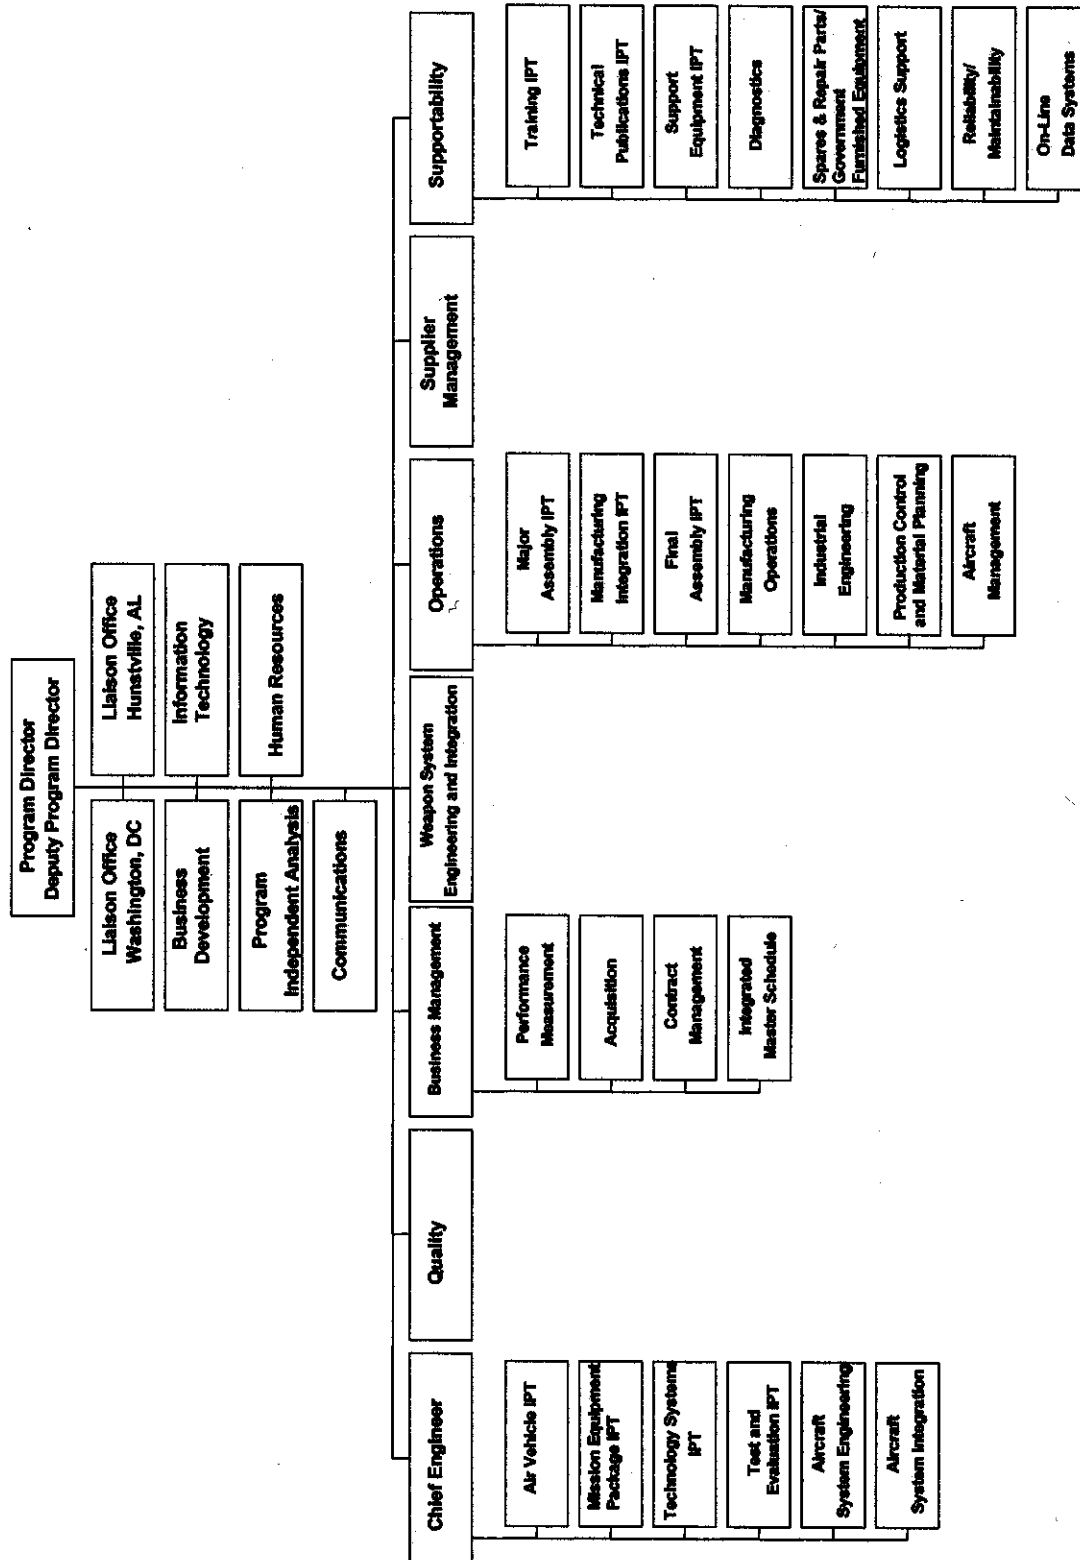 Program Director
Deputy Program Director
Liaison Office
Washington, DC
Liaison Office
Hunstville, AL
Business
Development
Information
Technology
Program
Independent Analysis
Human Resources
Communications
Chief Engineer
Quality
Business Management
Weapon System
Engineering and Integration
Operations
Supplier
Management
Supportability
Air Vehicle IPT
Mission Equipment
Package IPT
Technology Systems
IPT
Test and
Evaluation IPT
Aircraft
System Engineering
Aircraft
System Integration
Performance
Measurement
Acquisition
Contract
Management
Integrated
Master Schedule
Major
Assembly IPT
Manufacturing
Integration IPT
Final
Assembly IPT
Manufacturing
Operations
Industrial
Engineering
Production Control
and Material Planning
Aircraft
Management
Training IPT
Technical
Publications IPT
Support
Equipment IPT
Diagnostics
Spares & Repair Parts/
Government
Furnished Equipment
Logistics Support
Reliability/
Maintainability
On-Line
Data Systems